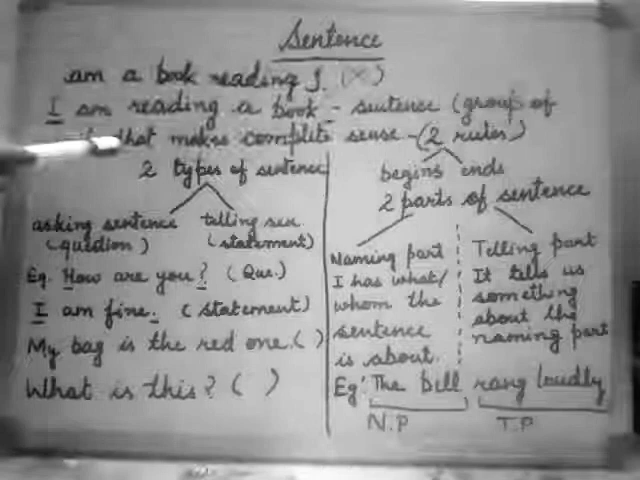 Sentence
am a book reading I. (×)
I am reading a book - sentence (group of
that makes complete sense - (2 rules)
begins ends
2 types of sentence
asking sentence telling sen.
(question) (statement)
Eg. How are you? (Que.)
I am fine. (statement)
My bag is the red one. ( )
What is this? ( )
2 parts of sentence
Naming part
I has what/
whom the
sentence
is about.
Telling part
It tells us
something
about the
naming part
Eg: The bell rang loudly
N.P T.P